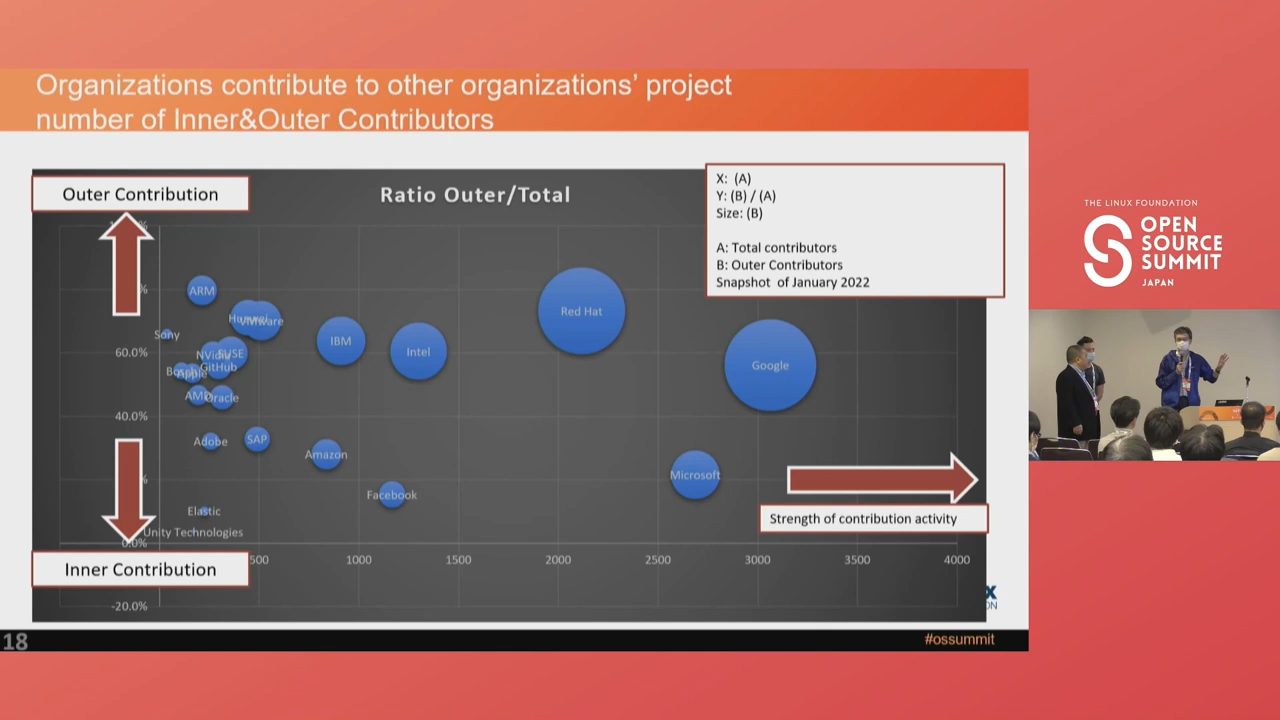 Organizations contribute to other organizations' project
number of Inner&Outer Contributors
Outer Contribution
Ratio Outer/Total
X: (A)
Y: (B) / (A)
Size: (B)
A: Total contributors
B: Outer Contributors
Snapshot of January 2022
THE LINUX FOUNDATION
OPEN
SOURCE
SUMMIT
JAPAN
%
%
ARM
Huawei
VMware
Red Hat
Sony
IBM
Intel
60.0%
NVidia
SUSE
GitHub
Google
Bosch
Apple
AMD
Oracle
40.0%
Adobe
SAP
Amazon
%
Microsoft
Facebook
Elastic
Strength of contribution activity
Unity Technologies
0.0%
500
1000
1500
2000
2500
3000
3500
4000
Inner Contribution
-20.0%
X
ON
18
#ossummit